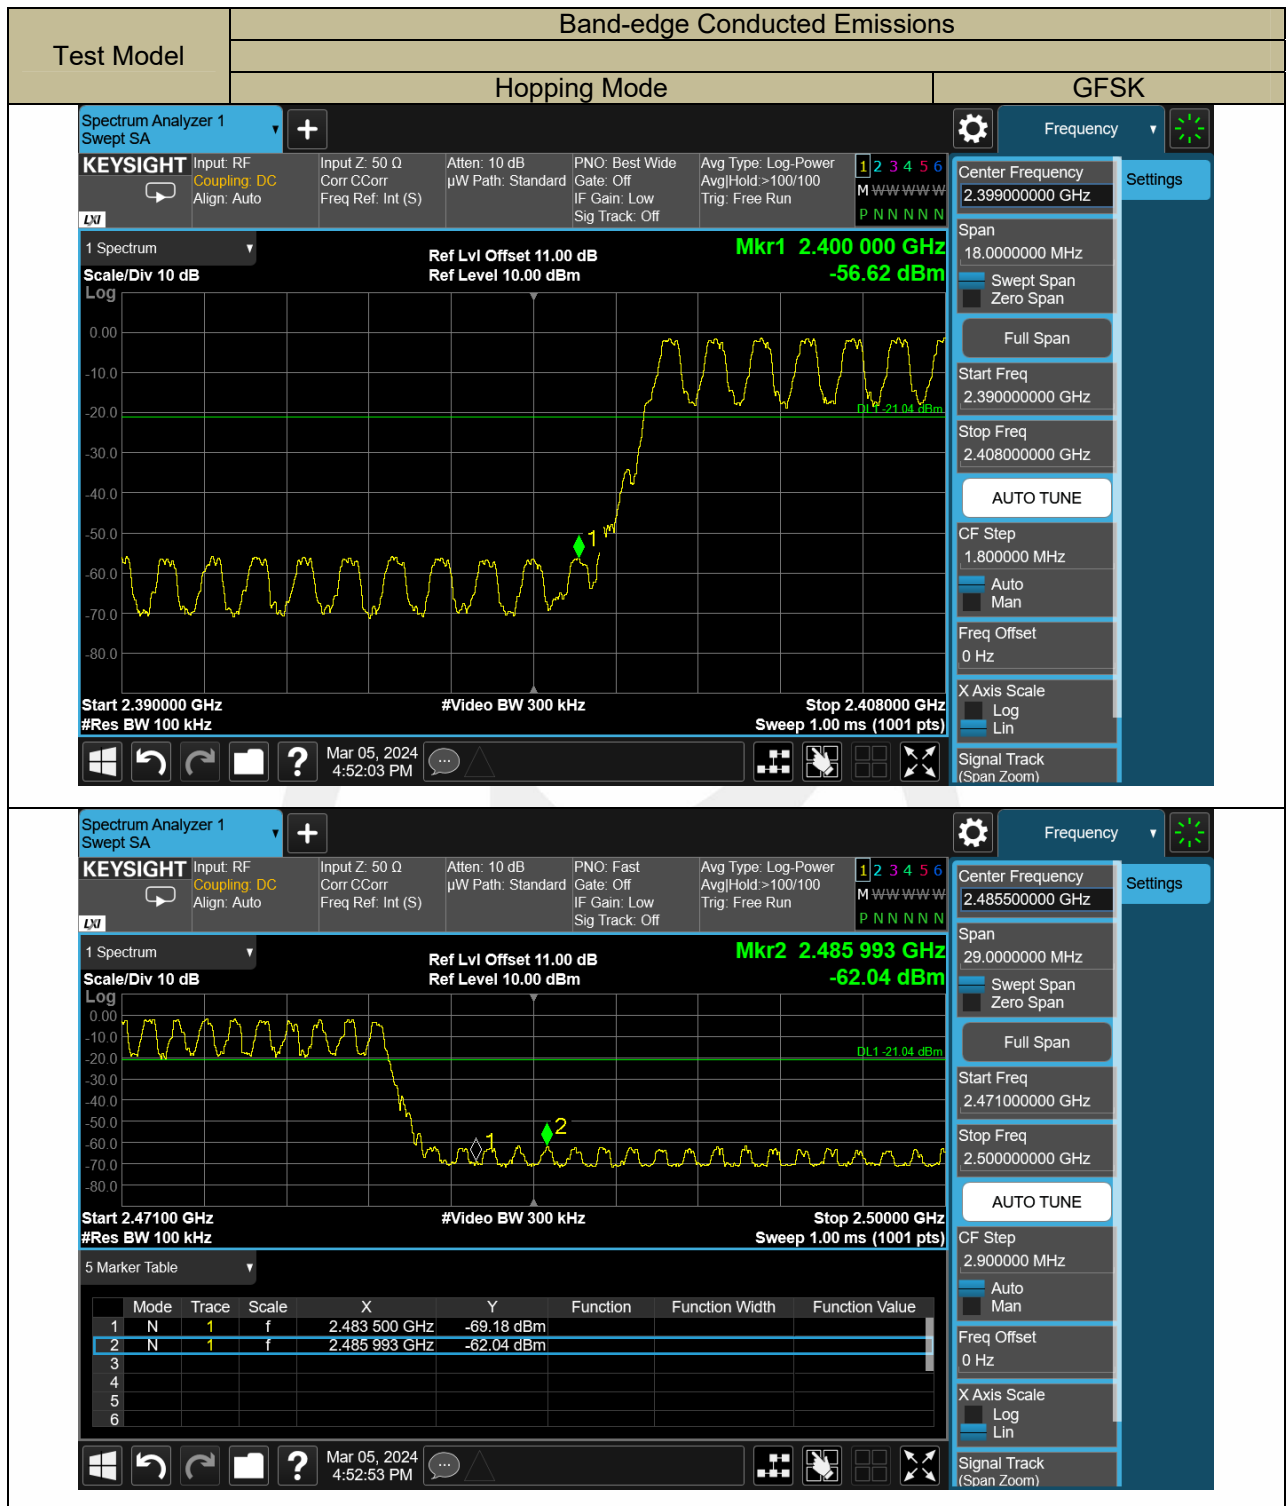 Test Model
Band-edge Conducted Emissions
Hopping Mode
GFSK
Spectrum Analyzer 1
Swept SA
Frequency
KEYSIGHT
LXI
Input: RF
Coupling: DC
Align: Auto
Input Z: 50 Ω
Corr CCorr
Freq Ref: Int (S)
Atten: 10 dB
µW Path: Standard
PNO: Best Wide
Gate: Off
IF Gain: Low
Sig Track: Off
Avg Type: Log-Power
Avg|Hold:>100/100
Trig: Free Run
1 2 3 4 5 6
M W W W W W
P N N N N N
1 Spectrum
Scale/Div 10 dB
Ref Lvl Offset 11.00 dB
Ref Level 10.00 dBm
Mkr1 2.400 000 GHz
-56.62 dBm
Log
0.00
-10.0
-20.0
-30.0
-40.0
-50.0
-60.0
-70.0
-80.0
DL1 -21.04 dBm
1
Start 2.390000 GHz
#Res BW 100 kHz
#Video BW 300 kHz
Stop 2.408000 GHz
Sweep 1.00 ms (1001 pts)
Mar 05, 2024
4:52:03 PM
Center Frequency
2.399000000 GHz
Settings
Span
18.0000000 MHz
Swept Span
Zero Span
Full Span
Start Freq
2.390000000 GHz
Stop Freq
2.408000000 GHz
AUTO TUNE
CF Step
1.800000 MHz
Auto
Man
Freq Offset
0 Hz
X Axis Scale
Log
Lin
Signal Track
(Span Zoom)
Spectrum Analyzer 1
Swept SA
Frequency
KEYSIGHT
LXI
Input: RF
Coupling: DC
Align: Auto
Input Z: 50 Ω
Corr CCorr
Freq Ref: Int (S)
Atten: 10 dB
µW Path: Standard
PNO: Fast
Gate: Off
IF Gain: Low
Sig Track: Off
Avg Type: Log-Power
Avg|Hold:>100/100
Trig: Free Run
1 2 3 4 5 6
M W W W W W
P N N N N N
1 Spectrum
Scale/Div 10 dB
Ref Lvl Offset 11.00 dB
Ref Level 10.00 dBm
Mkr2 2.485 993 GHz
-62.04 dBm
Log
0.00
-10.0
-20.0
-30.0
-40.0
-50.0
-60.0
-70.0
-80.0
DL1 -21.04 dBm
1
2
Start 2.47100 GHz
#Res BW 100 kHz
#Video BW 300 kHz
Stop 2.50000 GHz
Sweep 1.00 ms (1001 pts)
5 Marker Table
Mode Trace Scale X Y Function Function Width Function Value
1 N 1 f 2.483 500 GHz -69.18 dBm
2 N 1 f 2.485 993 GHz -62.04 dBm
3
4
5
6
Mar 05, 2024
4:52:53 PM
Center Frequency
2.485500000 GHz
Settings
Span
29.0000000 MHz
Swept Span
Zero Span
Full Span
Start Freq
2.471000000 GHz
Stop Freq
2.500000000 GHz
AUTO TUNE
CF Step
2.900000 MHz
Auto
Man
Freq Offset
0 Hz
X Axis Scale
Log
Lin
Signal Track
(Span Zoom)